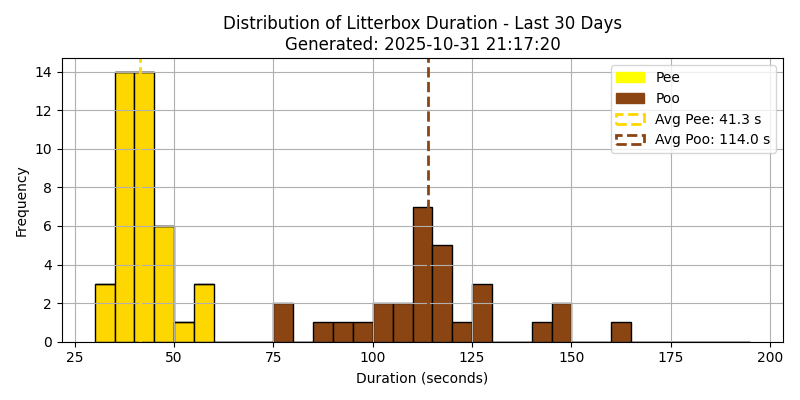 Distribution of Litterbox Duration - Last 30 Days
Generated: 2025-10-31 21:17:20
Pee
Poo
Avg Pee: 41.3 s
Avg Poo: 114.0 s
Frequency
14
12
10
8
6
4
2
0
25 50 75 100 125 150 175 200
Duration (seconds)